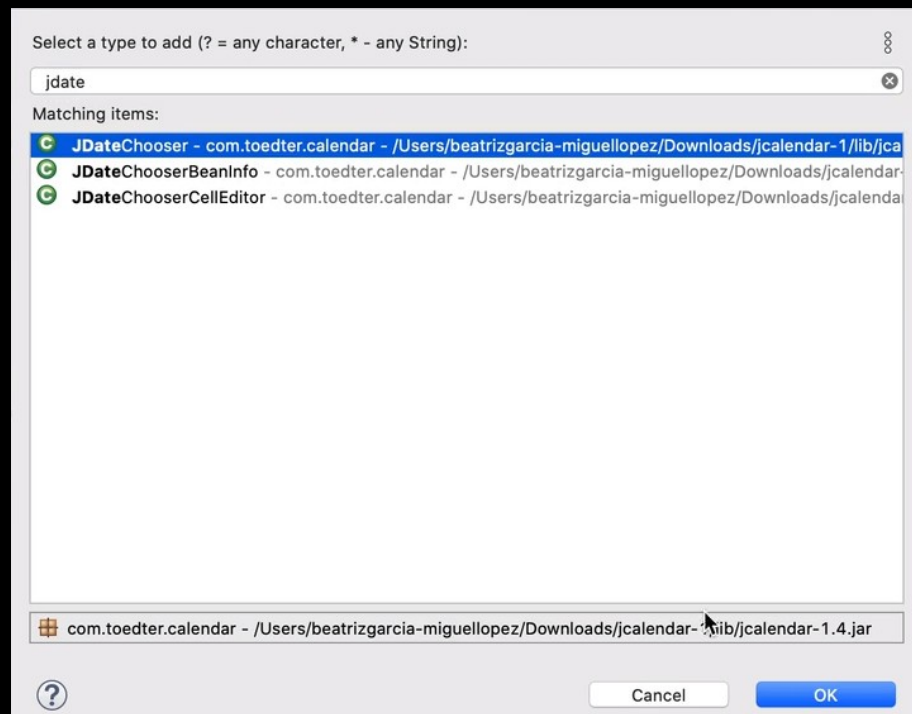 Select a type to add (? = any character, * - any String):
jdate
Matching items:
JDateChooser - com.toedter.calendar - /Users/beatrizgarcia-miguellopez/Downloads/jcalendar-1/lib/jca
JDateChooserBeanInfo - com.toedter.calendar - /Users/beatrizgarcia-miguellopez/Downloads/jcalendar-
JDateChooserCellEditor - com.toedter.calendar - /Users/beatrizgarcia-miguellopez/Downloads/jcalenda
com.toedter.calendar - /Users/beatrizgarcia-miguellopez/Downloads/jcalendar-1/lib/jcalendar-1.4.jar
Cancel
OK